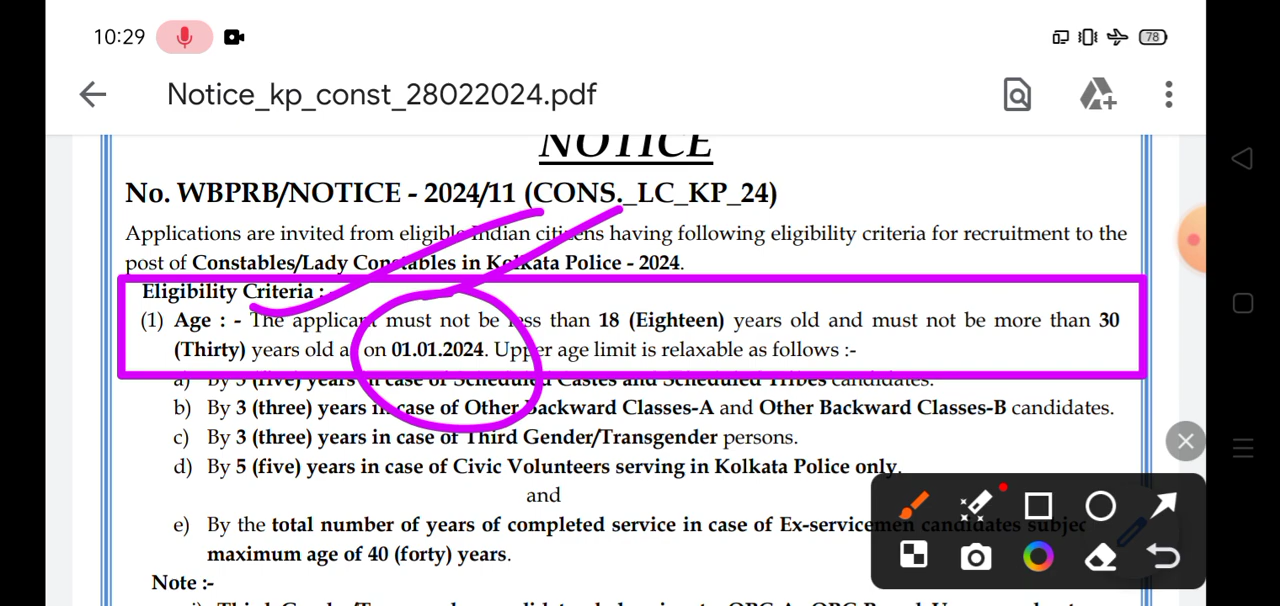 10:29
78
Notice_kp_const_28022024.pdf
NOTICE
No. WBPRB/NOTICE - 2024/11 (CONS._LC_KP_24)
Applications are invited from eligible Indian citizens having following eligibility criteria for recruitment to the
post of Constables/Lady Constables in Kolkata Police - 2024.
Eligibility Criteria :-
(1) Age : - The applicant must not be less than 18 (Eighteen) years old and must not be more than 30
(Thirty) years old as on 01.01.2024. Upper age limit is relaxable as follows :-
a) By 5 (five) years in case of Scheduled Castes and Scheduled Tribes candidates.
b) By 3 (three) years in case of Other Backward Classes-A and Other Backward Classes-B candidates.
c) By 3 (three) years in case of Third Gender/Transgender persons.
d) By 5 (five) years in case of Civic Volunteers serving in Kolkata Police only.
and
e) By the total number of years of completed service in case of Ex-servicemen candidates subjec
maximum age of 40 (forty) years.
Note :-